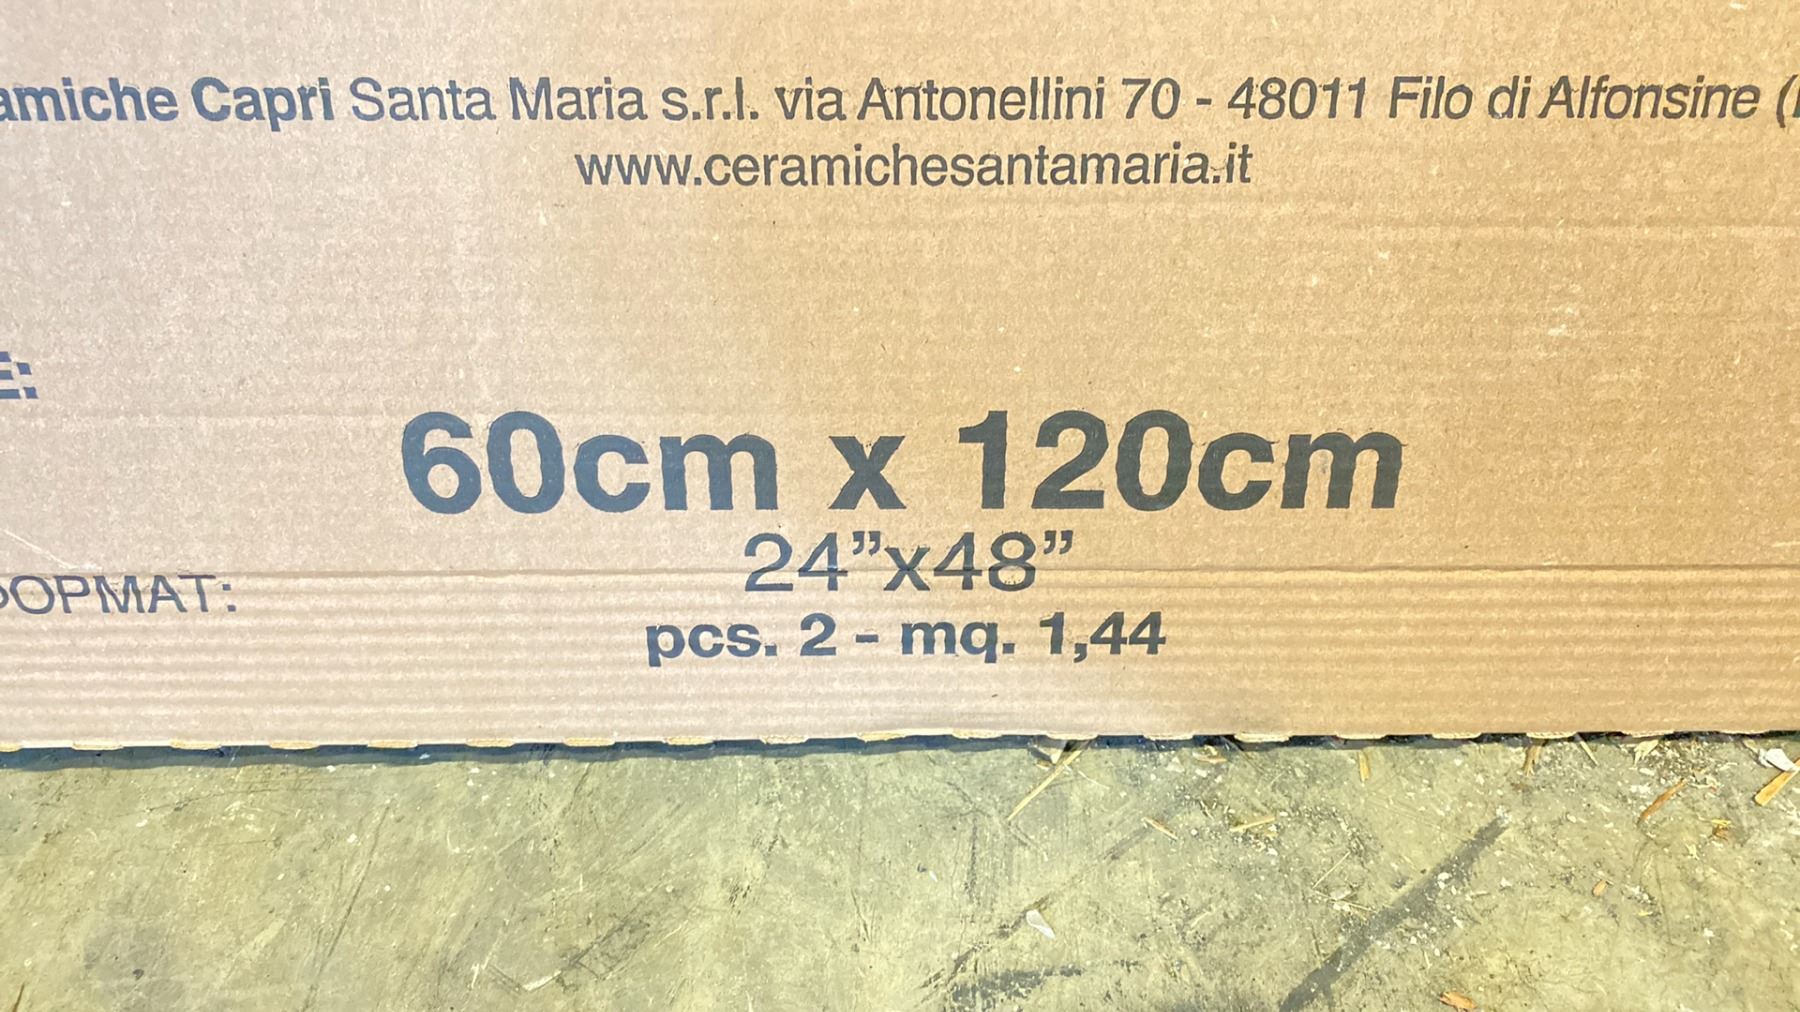 amiche Capri Santa Maria s.r.l. via Antonellini 70 - 48011 Filo di Alfonsine (
www.ceramichesantamaria.it
E:
60cm x 120cm
24”x48”
ОРМАТ:
pcs. 2 - mq. 1,44